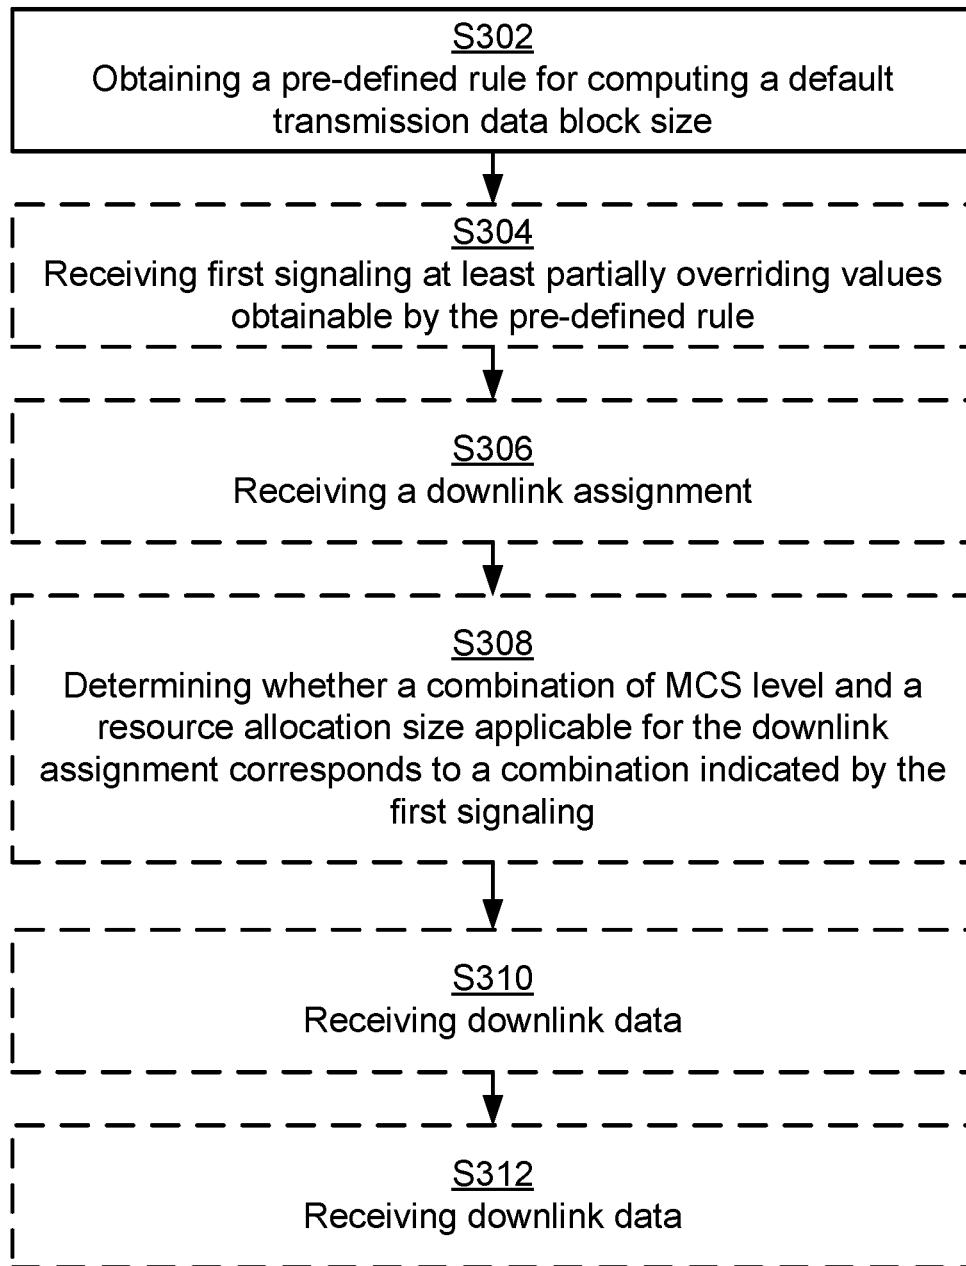 S302
Obtaining a pre-defined rule for computing a default
transmission data block size
S304
Receiving first signaling at least partially overriding values
obtainable by the pre-defined rule
S306
Receiving a downlink assignment
S308
Determining whether a combination of MCS level and a
resource allocation size applicable for the downlink
assignment corresponds to a combination indicated by the
first signaling
S310
Receiving downlink data
S312
Receiving downlink data